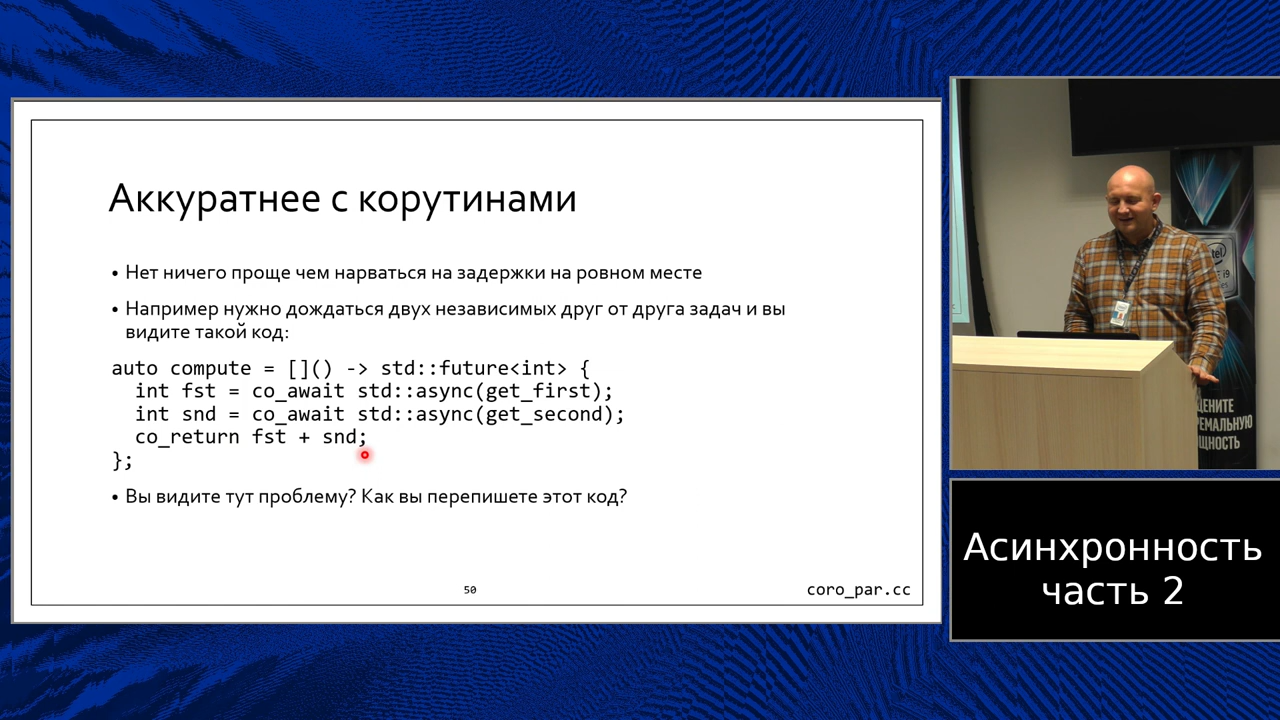 Аккуратнее с корутинами
• Нет ничего проще чем нарваться на задержки на ровном месте
• Например нужно дождаться двух независимых друг от друга задач и вы
видите такой код:
auto compute = []() -> std::future<int> {
  int fst = co_await std::async(get_first);
  int snd = co_await std::async(get_second);
  co_return fst + snd;
};
• Вы видите тут проблему? Как вы перепишете этот код?
50
coro_par.cc
Асинхронность
часть 2